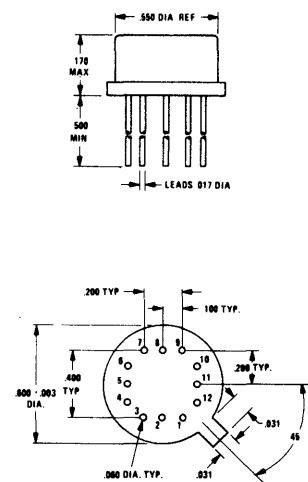 .550 DIA REF
170
MAX
500
MIN
LEADS 017 DIA
.200 TYP.
100 TYP.
7 8 9
6 10
5 11
4 12
3 2 1
.400
TYP
.600 ±.003
DIA.
.200 TYP
.031
45
.060 DIA. TYP.
.031